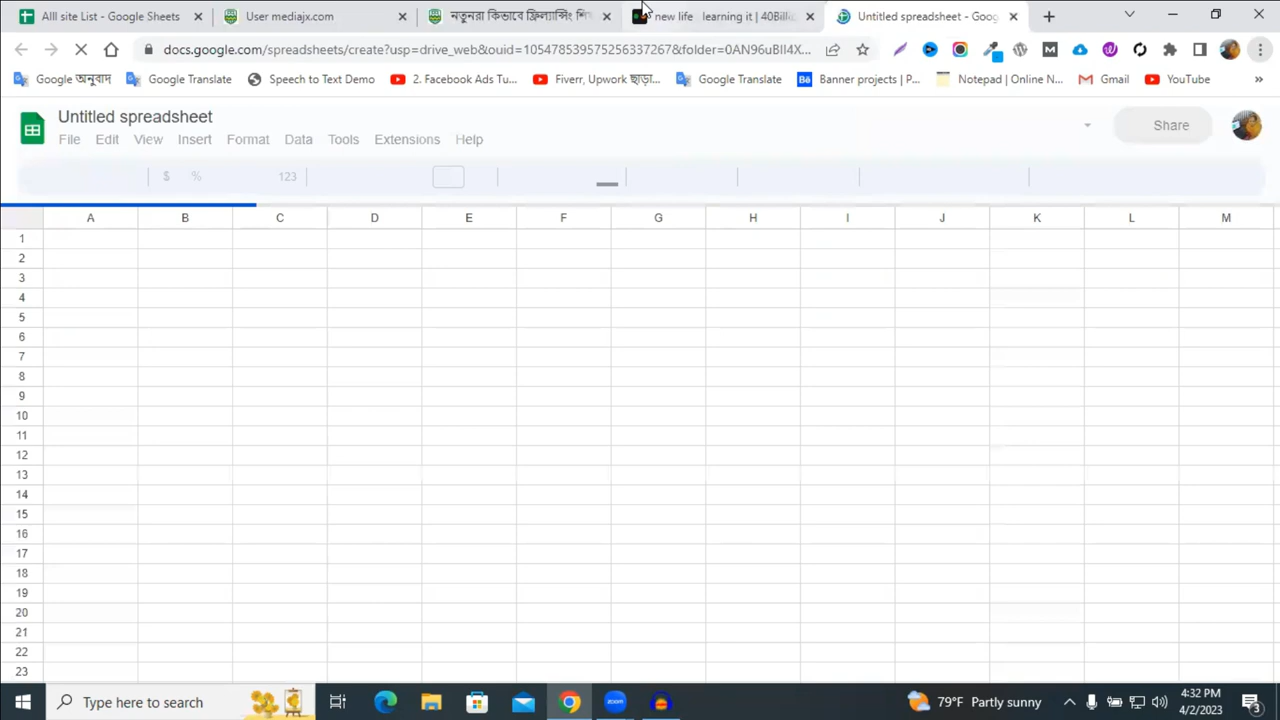 Alll site List - Google Sheets
User mediajx.com
নতুনরা কিভাবে ফ্রিল্যান্সিং শি
new life learning it | 40Billi
Untitled spreadsheet - Goog
docs.google.com/spreadsheets/create?usp=drive_web&ouid=105478539575256337267&folder=0AN96uBII4X...
Google অনুবাদ
Google Translate
Speech to Text Demo
2. Facebook Ads Tu...
Fiverr, Upwork ছাড়া...
Google Translate
Banner projects | P...
Notepad | Online N...
Gmail
YouTube
»
Untitled spreadsheet
Share
File Edit View Insert Format Data Tools Extensions Help
$ % 123
A B C D E F G H I J K L M
1
2
3
4
5
6
7
8
9
10
11
12
13
14
15
16
17
18
19
20
21
22
23
Type here to search
zoom
79°F Partly sunny
4:32 PM
4/2/2023
3